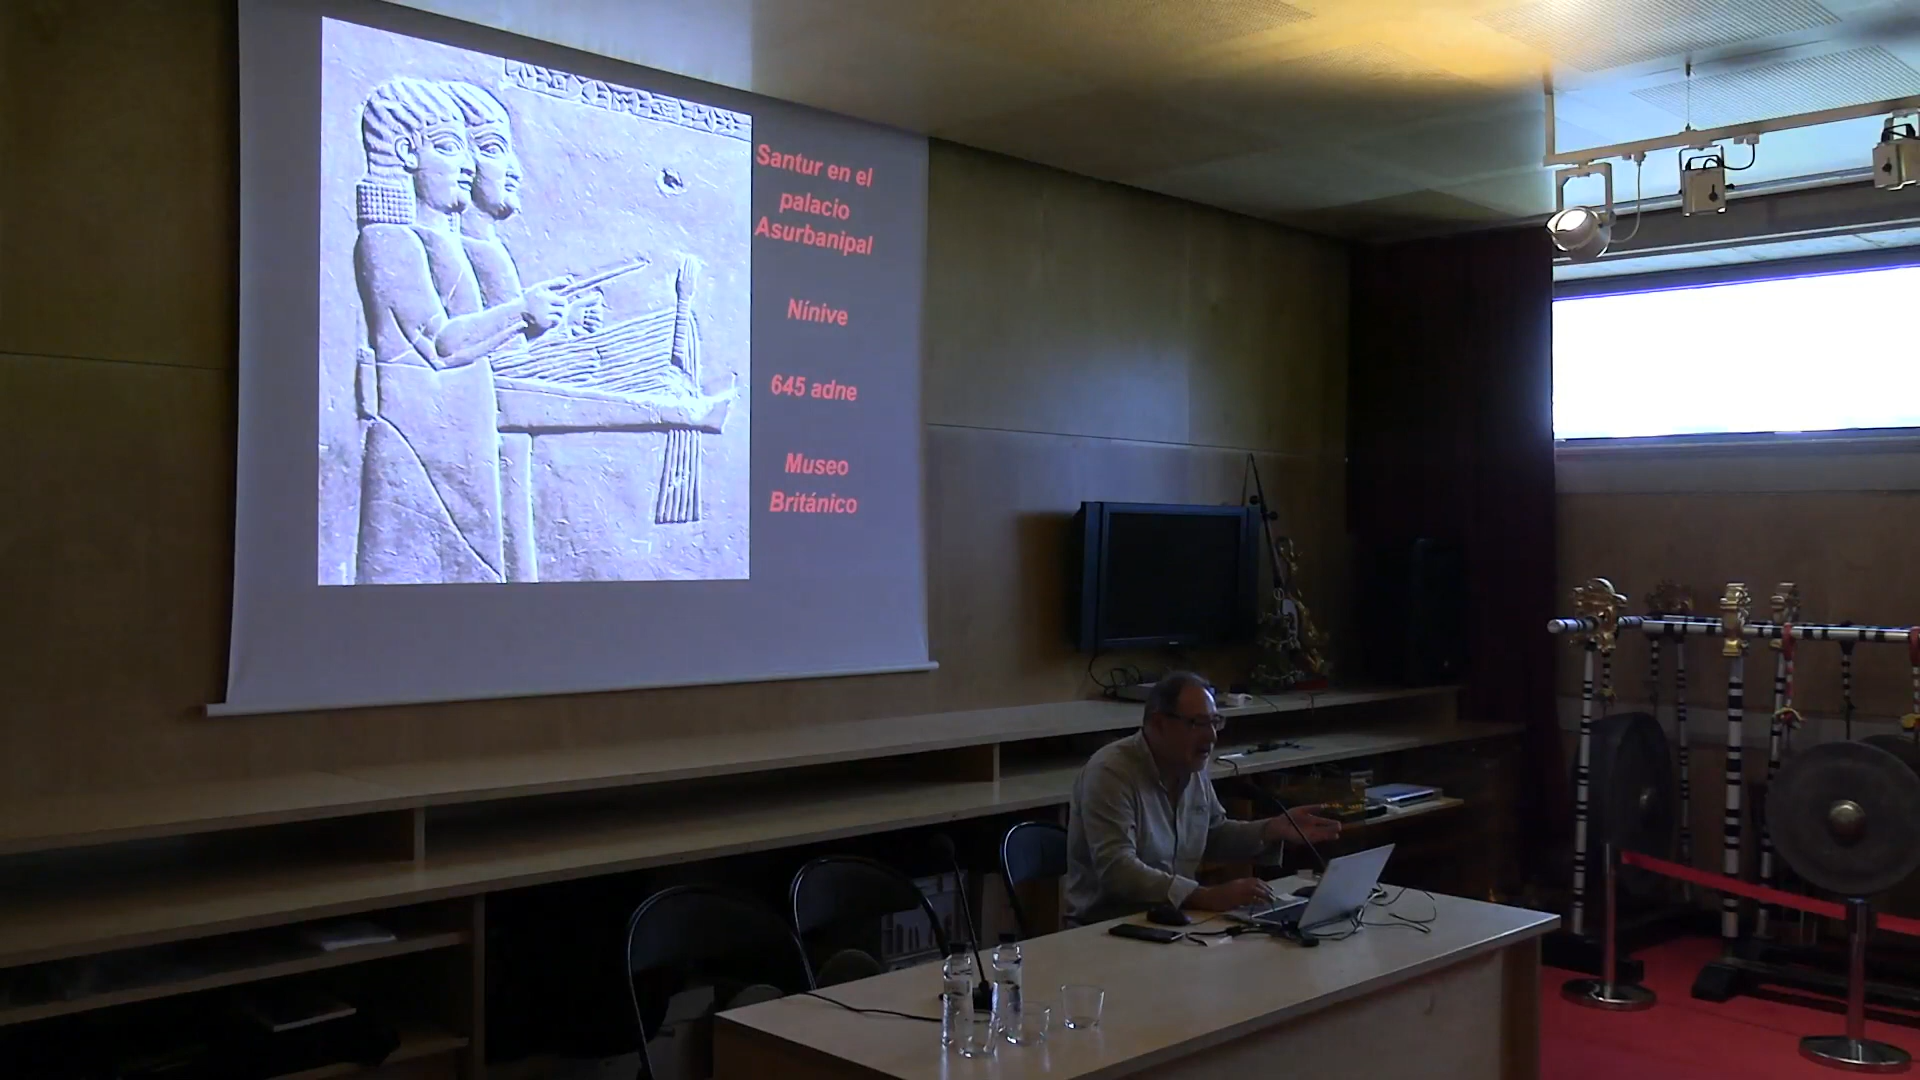 Santur en el
palacio
Asurbanipal
Nínive
645 adne
Museo
Británico